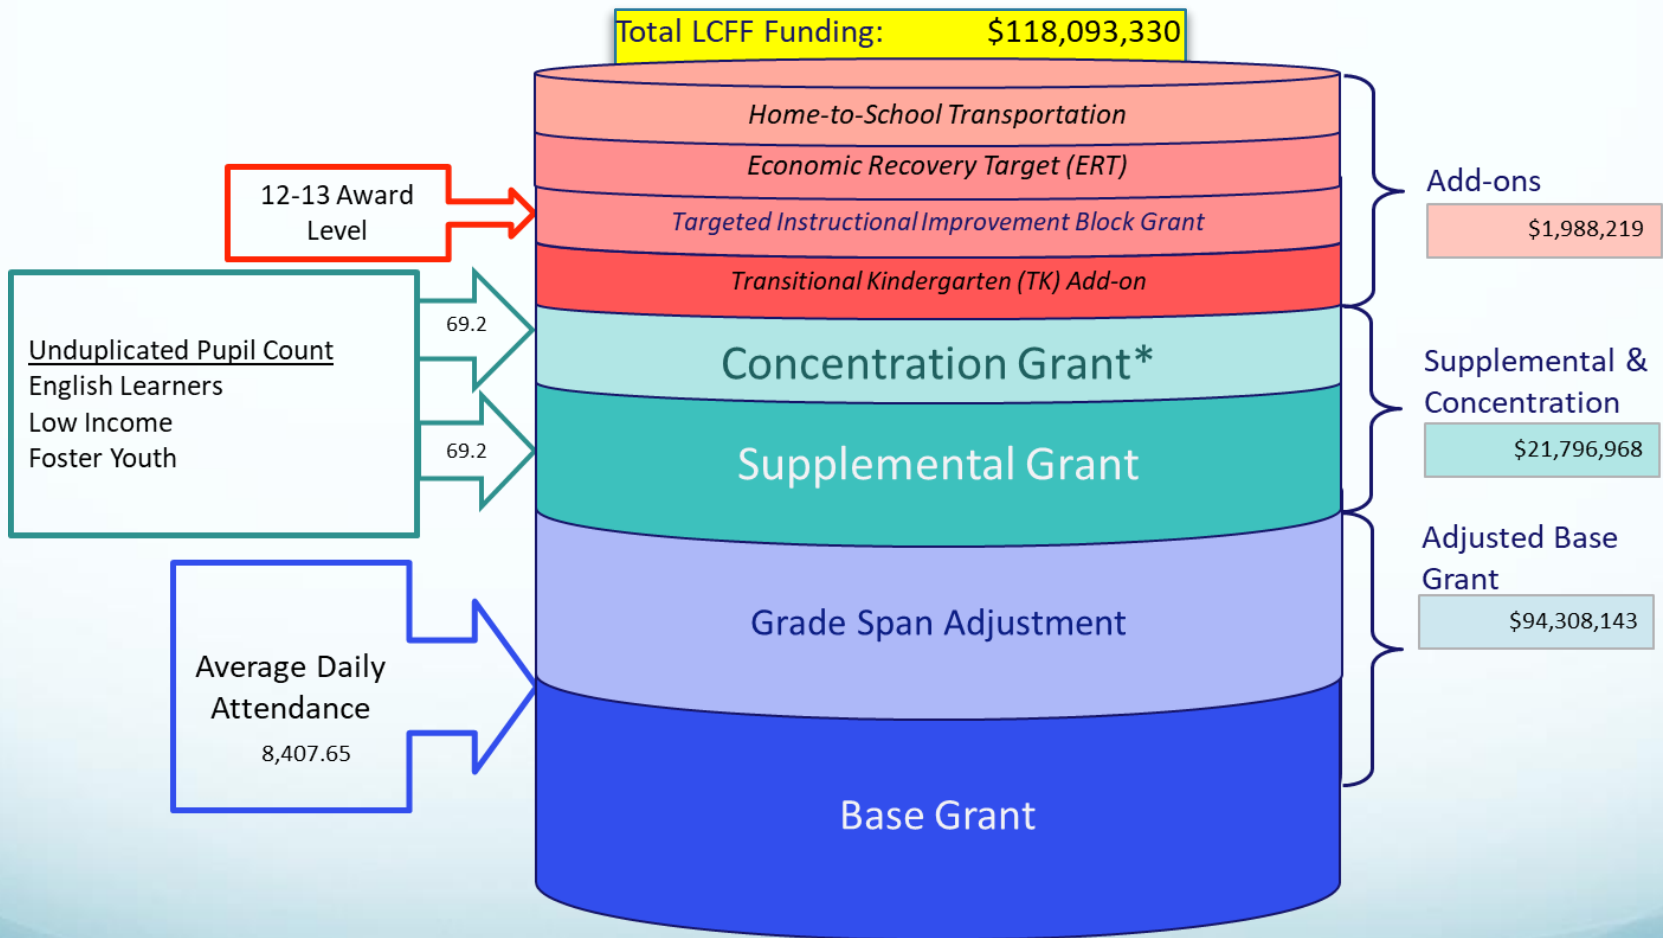 Total LCFF Funding: $118,093,330
Home-to-School Transportation
Economic Recovery Target (ERT)
Targeted Instructional Improvement Block Grant
Transitional Kindergarten (TK) Add-on
Concentration Grant*
Supplemental Grant
Grade Span Adjustment
Base Grant
12-13 Award
Level
Unduplicated Pupil Count
English Learners
Low Income
Foster Youth
69.2
69.2
Average Daily
Attendance
8,407.65
Add-ons
$1,988,219
Supplemental &
Concentration
$21,796,968
Adjusted Base
Grant
$94,308,143